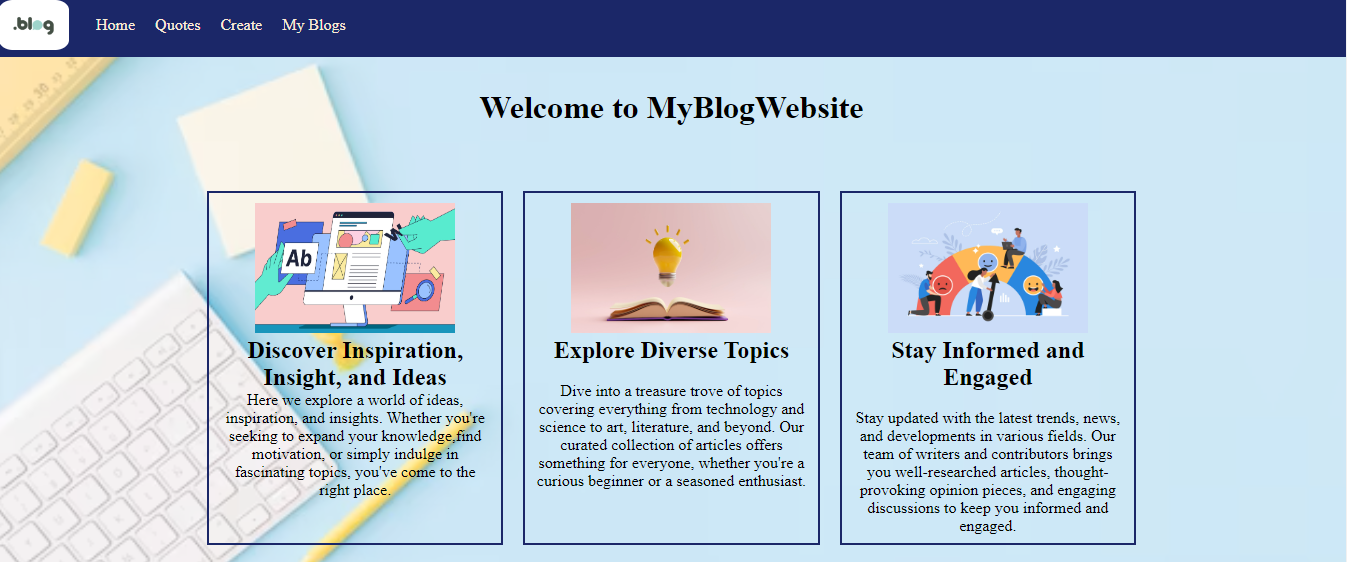 .blog Home Quotes Create My Blogs
30
Welcome to MyBlogWebsite
Ab
W
Discover Inspiration,
Insight, and Ideas
Here we explore a world of ideas,
inspiration, and insights. Whether you're
seeking to expand your knowledge,find
motivation, or simply indulge in
fascinating topics, you've come to the
right place.
Explore Diverse Topics
Dive into a treasure trove of topics
covering everything from technology and
science to art, literature, and beyond. Our
curated collection of articles offers
something for everyone, whether you're a
curious beginner or a seasoned enthusiast.
Stay Informed and
Engaged
Stay updated with the latest trends, news,
and developments in various fields. Our
team of writers and contributors brings
you well-researched articles, thought-
provoking opinion pieces, and engaging
discussions to keep you informed and
engaged.